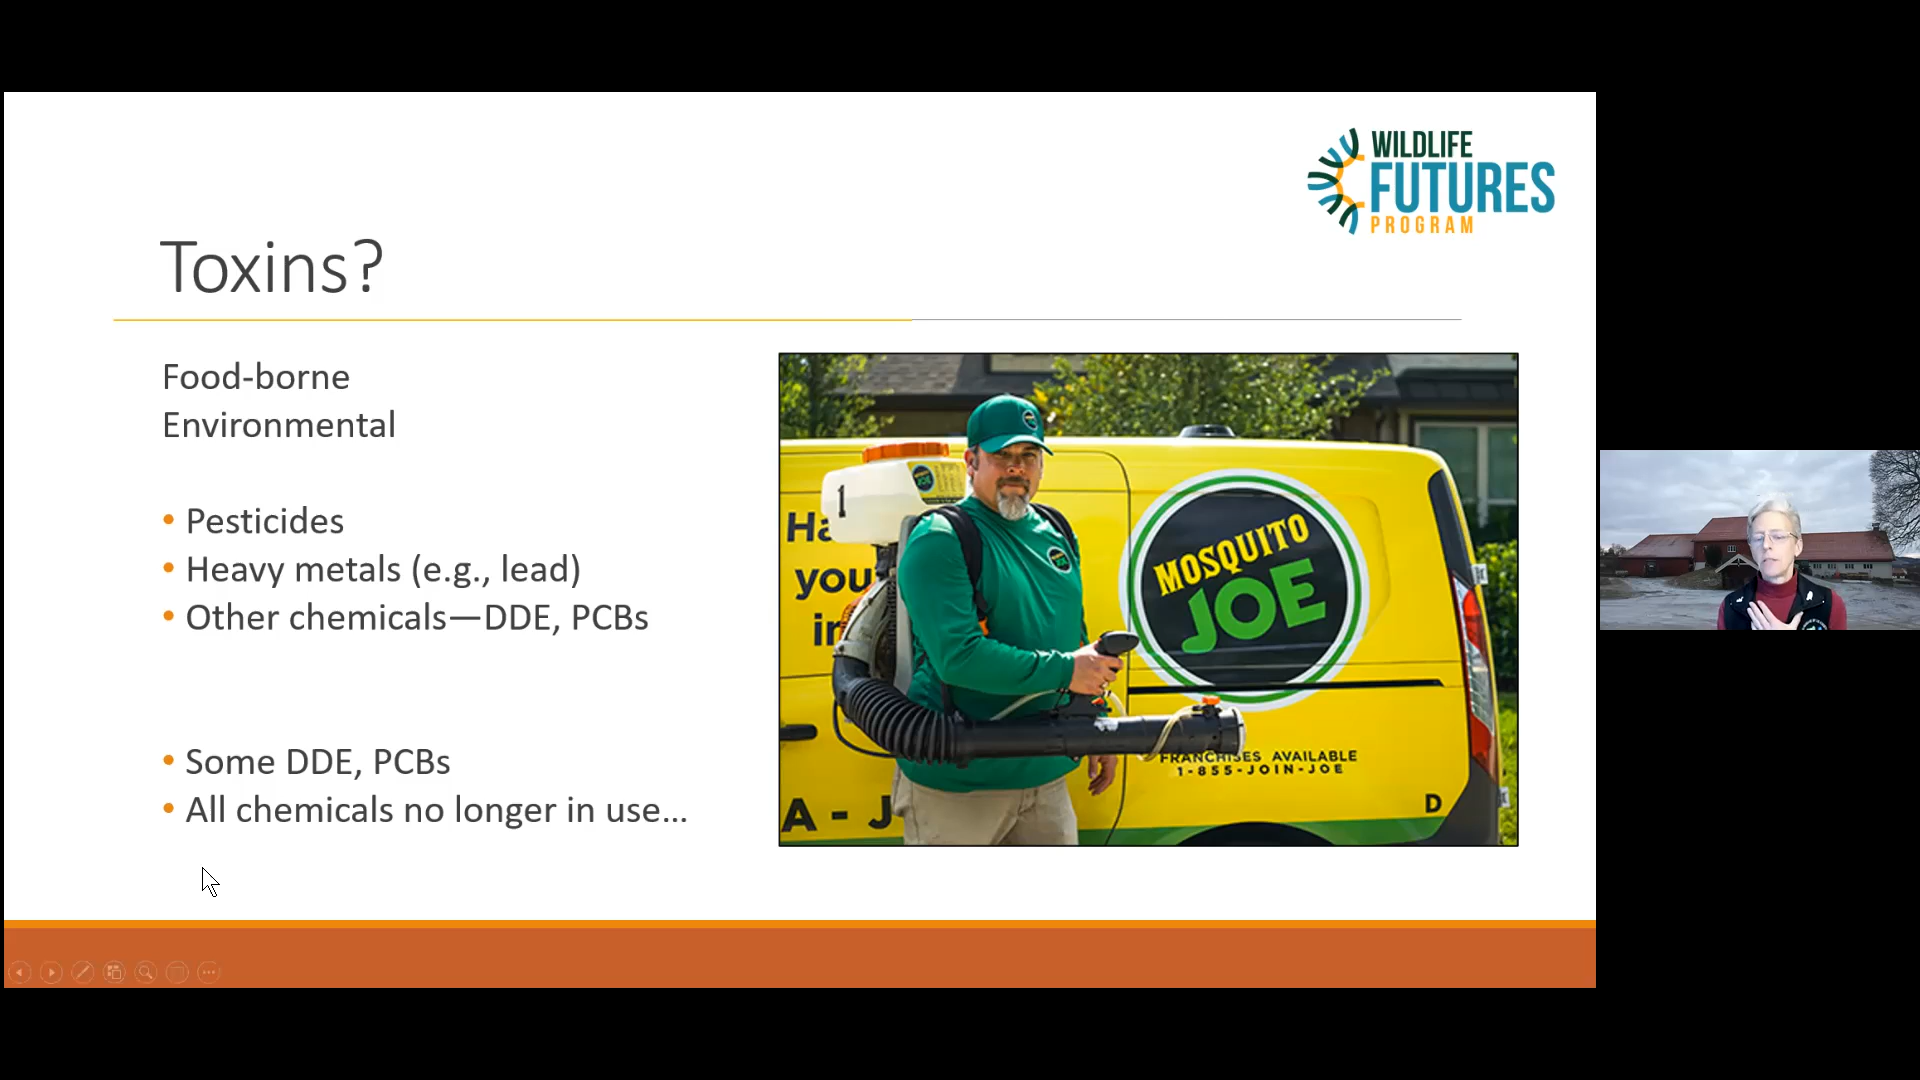 WILDLIFE
FUTURES
PROGRAM
Toxins?
Food-borne
Environmental
• Pesticides
• Heavy metals (e.g., lead)
• Other chemicals—DDE, PCBs
• Some DDE, PCBs
• All chemicals no longer in use...
1
you
in
MOSQUITO
JOE
FRANCHISES AVAILABLE
1-855-JOIN-JOE
A - J
D